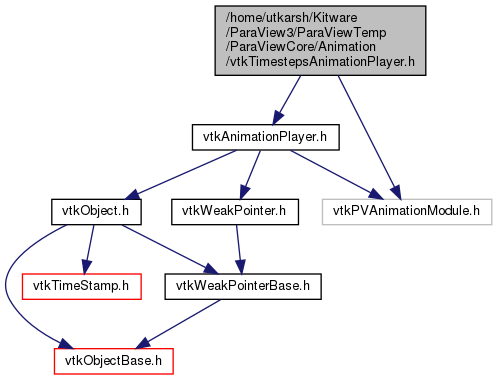 /home/utkarsh/Kitware
/ParaView3/ParaViewTemp
/ParaViewCore/Animation
/vtkTimestepsAnimationPlayer.h
vtkAnimationPlayer.h
vtkObject.h
vtkWeakPointer.h
vtkPVAnimationModule.h
vtkTimeStamp.h
vtkWeakPointerBase.h
vtkObjectBase.h